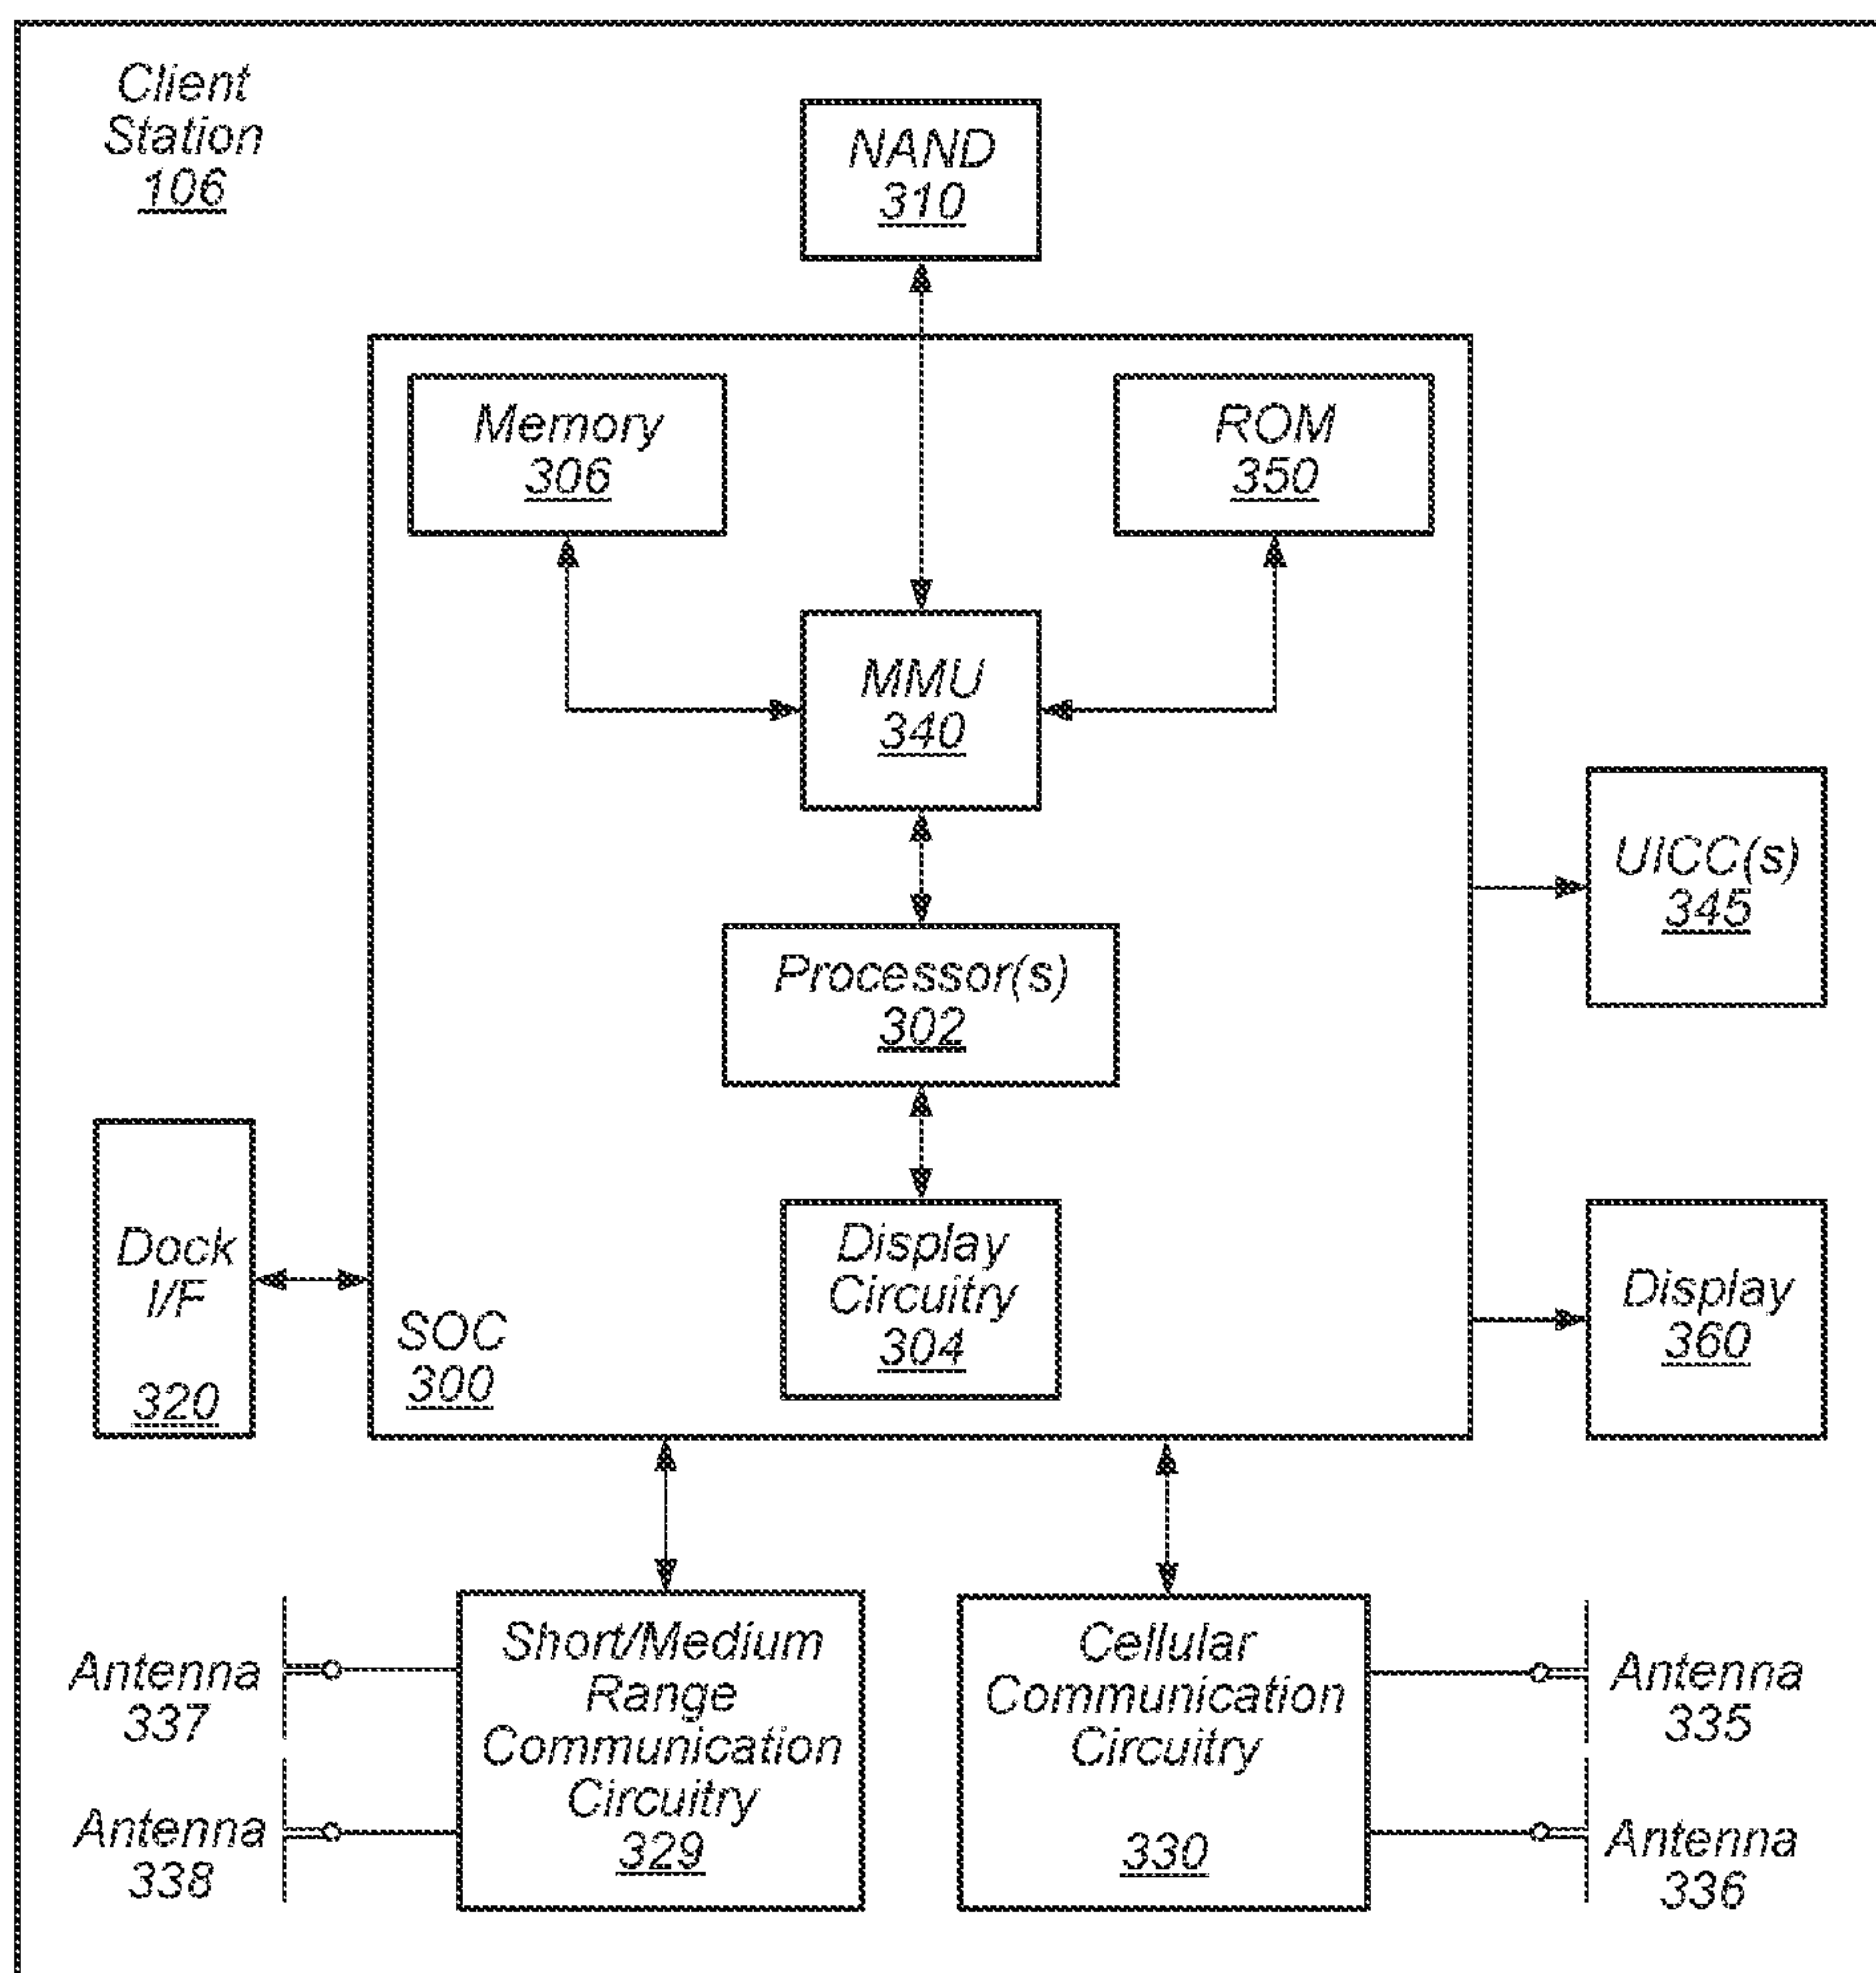 Client
Station
106
NAND
310
Memory
306
ROM
350
MMU
340
UICC(s)
345
Processor(s)
302
Dock
I/F
320
Display
Circuitry
304
SOC
300
Display
360
Antenna
337
Antenna
338
Short/Medium
Range
Communication
Circuitry
329
Cellular
Communication
Circuitry
330
Antenna
335
Antenna
336